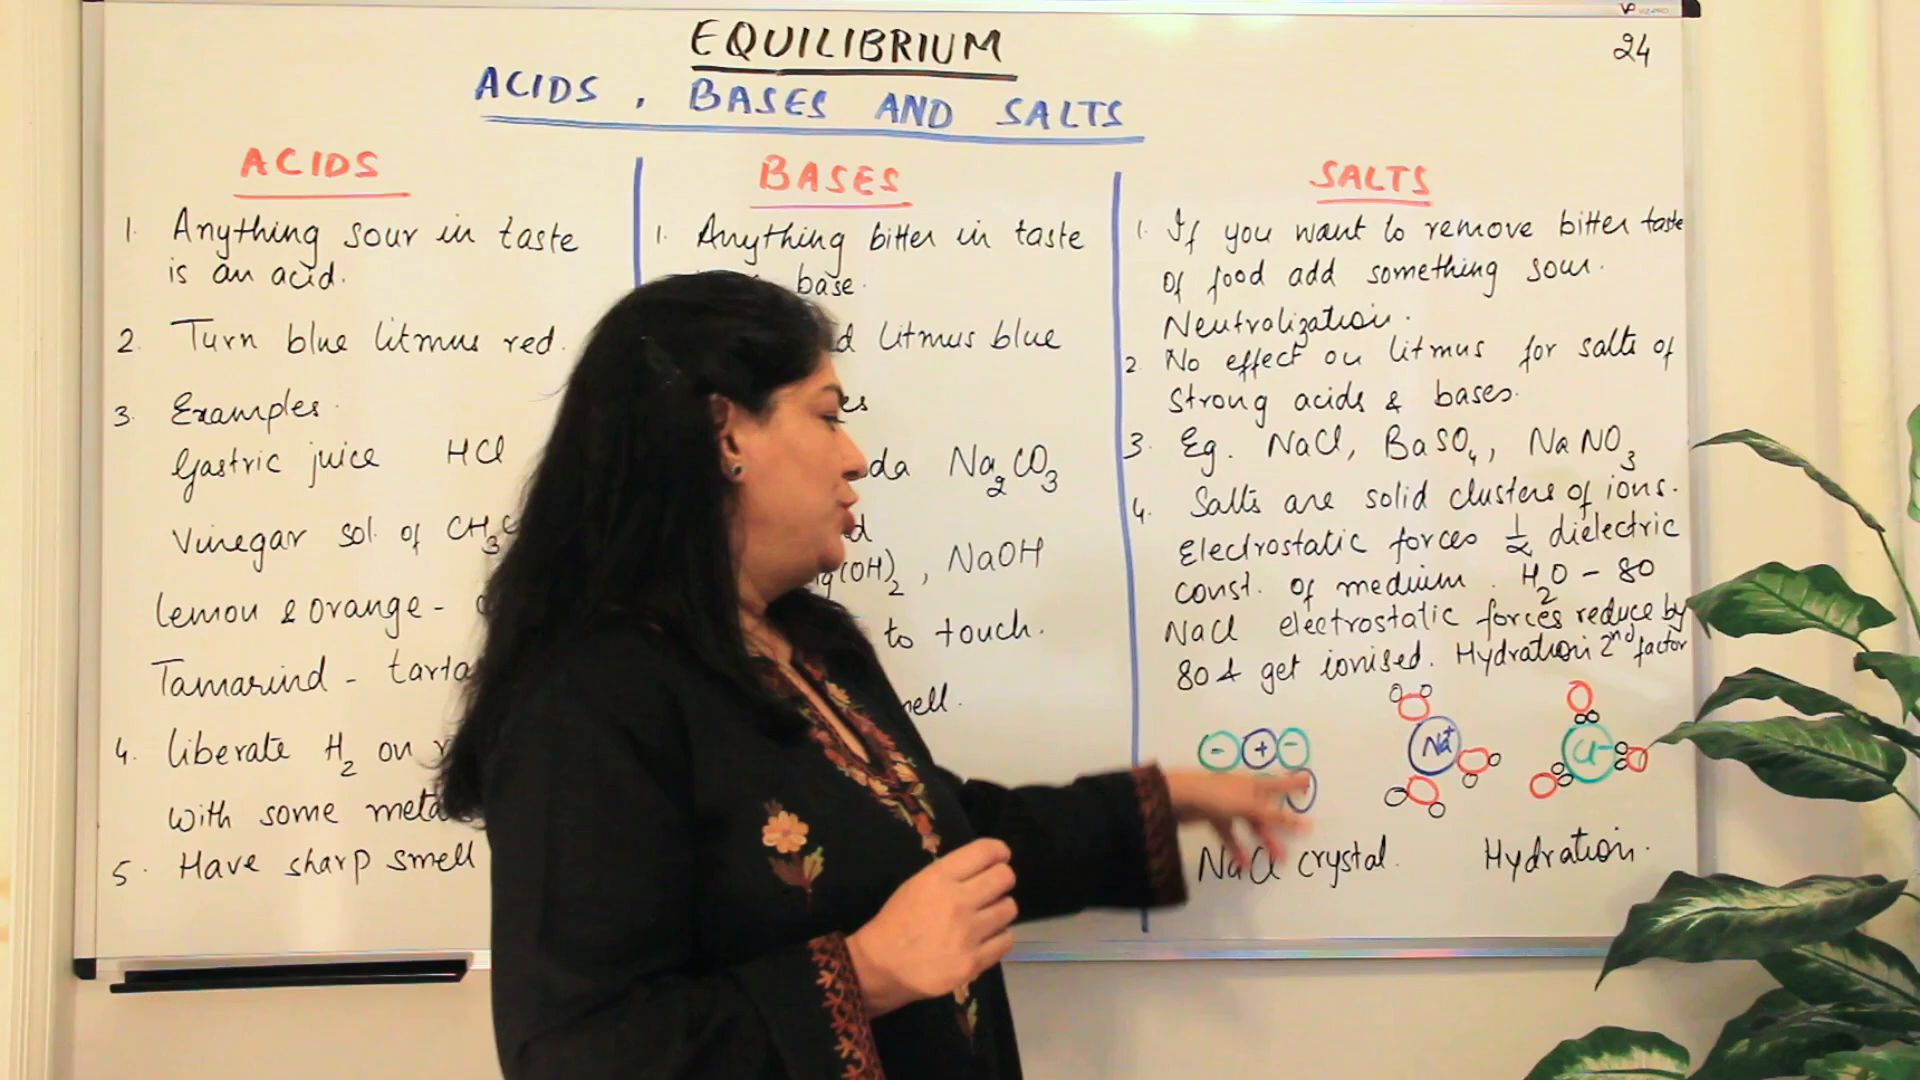 EQUILIBRIUM
24
ACIDS, BASES AND SALTS
ACIDS
1. Anything sour in taste
is an acid.
2. Turn blue litmus red.
3. Examples.
Gastric juice HCl
Vinegar sol. of CH3
Lemon & orange -
Tamarind -
4. liberate H2 on
with some
5. Have sharp smell
BASES
1. Anything bitter in taste
base.
litmus blue
Na2CO3
(OH)2, NaOH
to touch.
SALTS
1. If you want to remove bitter taste
of food add something sour.
Neutralization.
2. No effect on litmus for salts of
strong acids & bases.
3. Eg. NaCl, BaSO4, NaNO3
4. Salts are solid clusters of ions.
Electrostatic forces 1/α dielectric
const. of medium. H2O - 80
NaCl electrostatic forces reduce by
80 & get ionised. Hydration 2nd factor
- + -
Na+
Cl-
NaCl crystal.
Hydration.